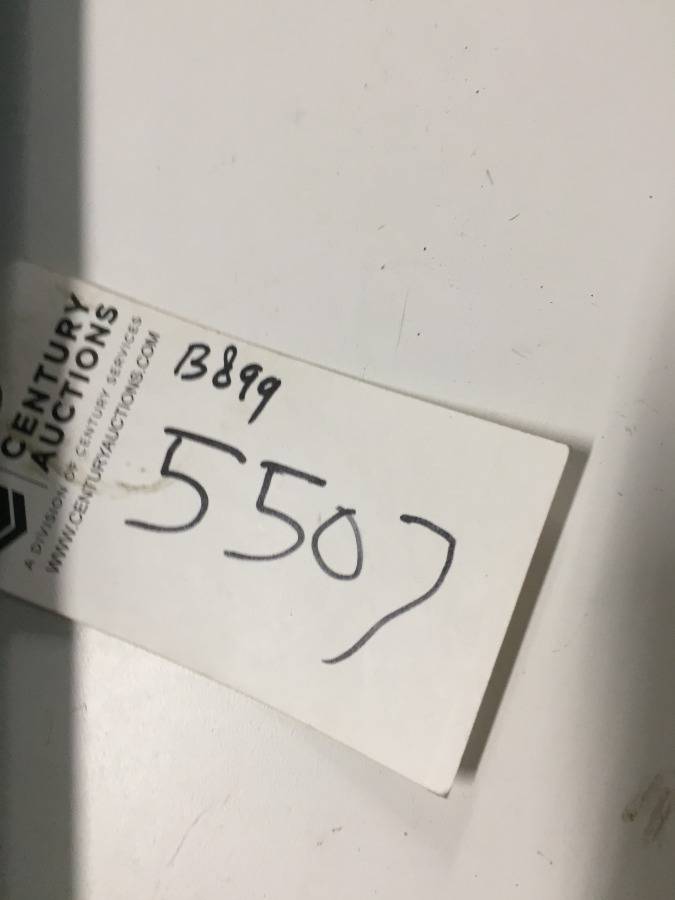 CENTURY
AUCTIONS
A DIVISION OF CENTURY SERVICES
WWW.CENTURYAUCTIONS.COM
B899
5507